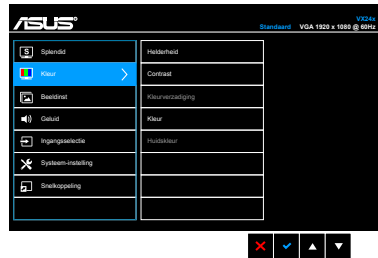 ASUS
VX24x
Standaard VGA 1920 x 1080 @ 60Hz
S Splendid
Kleur
Beeldinst
Geluid
Ingangsselectie
Systeem-instelling
Snelkoppeling
Helderheid
Contrast
Kleurverzadiging
Kleur
Huidskleur